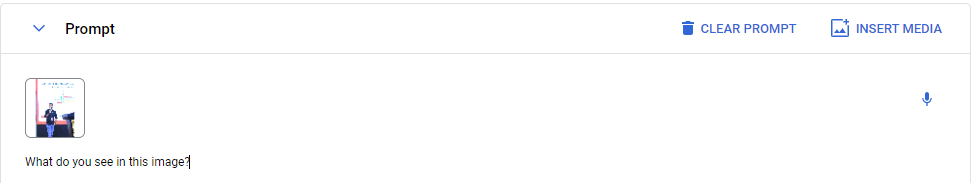 Prompt
CLEAR PROMPT
INSERT MEDIA
What do you see in this image?